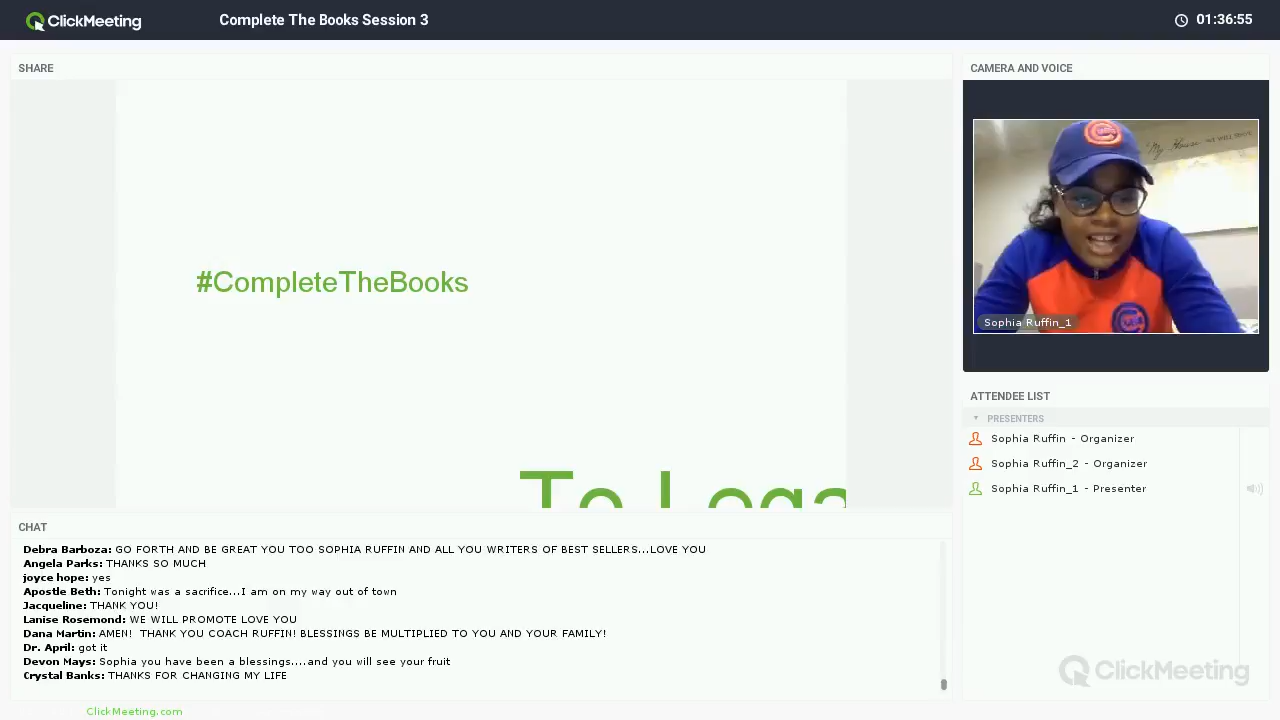 ClickMeeting
Complete The Books Session 3
01:36:55
SHARE
#CompleteTheBooks
CAMERA AND VOICE
My House
Sophia Ruffin_1
ATTENDEE LIST
PRESENTERS
Sophia Ruffin - Organizer
Sophia Ruffin_2 - Organizer
Sophia Ruffin_1 - Presenter
CHAT
Debra Barboza: GO FORTH AND BE GREAT YOU TOO SOPHIA RUFFIN AND ALL YOU WRITERS OF BEST SELLERS...LOVE YOU
Angela Parks: THANKS SO MUCH
joyce hope: yes
Apostle Beth: Tonight was a sacrifice...I am on my way out of town
Jacqueline: THANK YOU!
Lanise Rosemond: WE WILL PROMOTE LOVE YOU
Dana Martin: AMEN!  THANK YOU COACH RUFFIN! BLESSINGS BE MULTIPLIED TO YOU AND YOUR FAMILY!
Dr. April: got it
Devon Mays: Sophia you have been a blessings....and you will see your fruit
Crystal Banks: THANKS FOR CHANGING MY LIFE
ClickMeeting
ClickMeeting.com